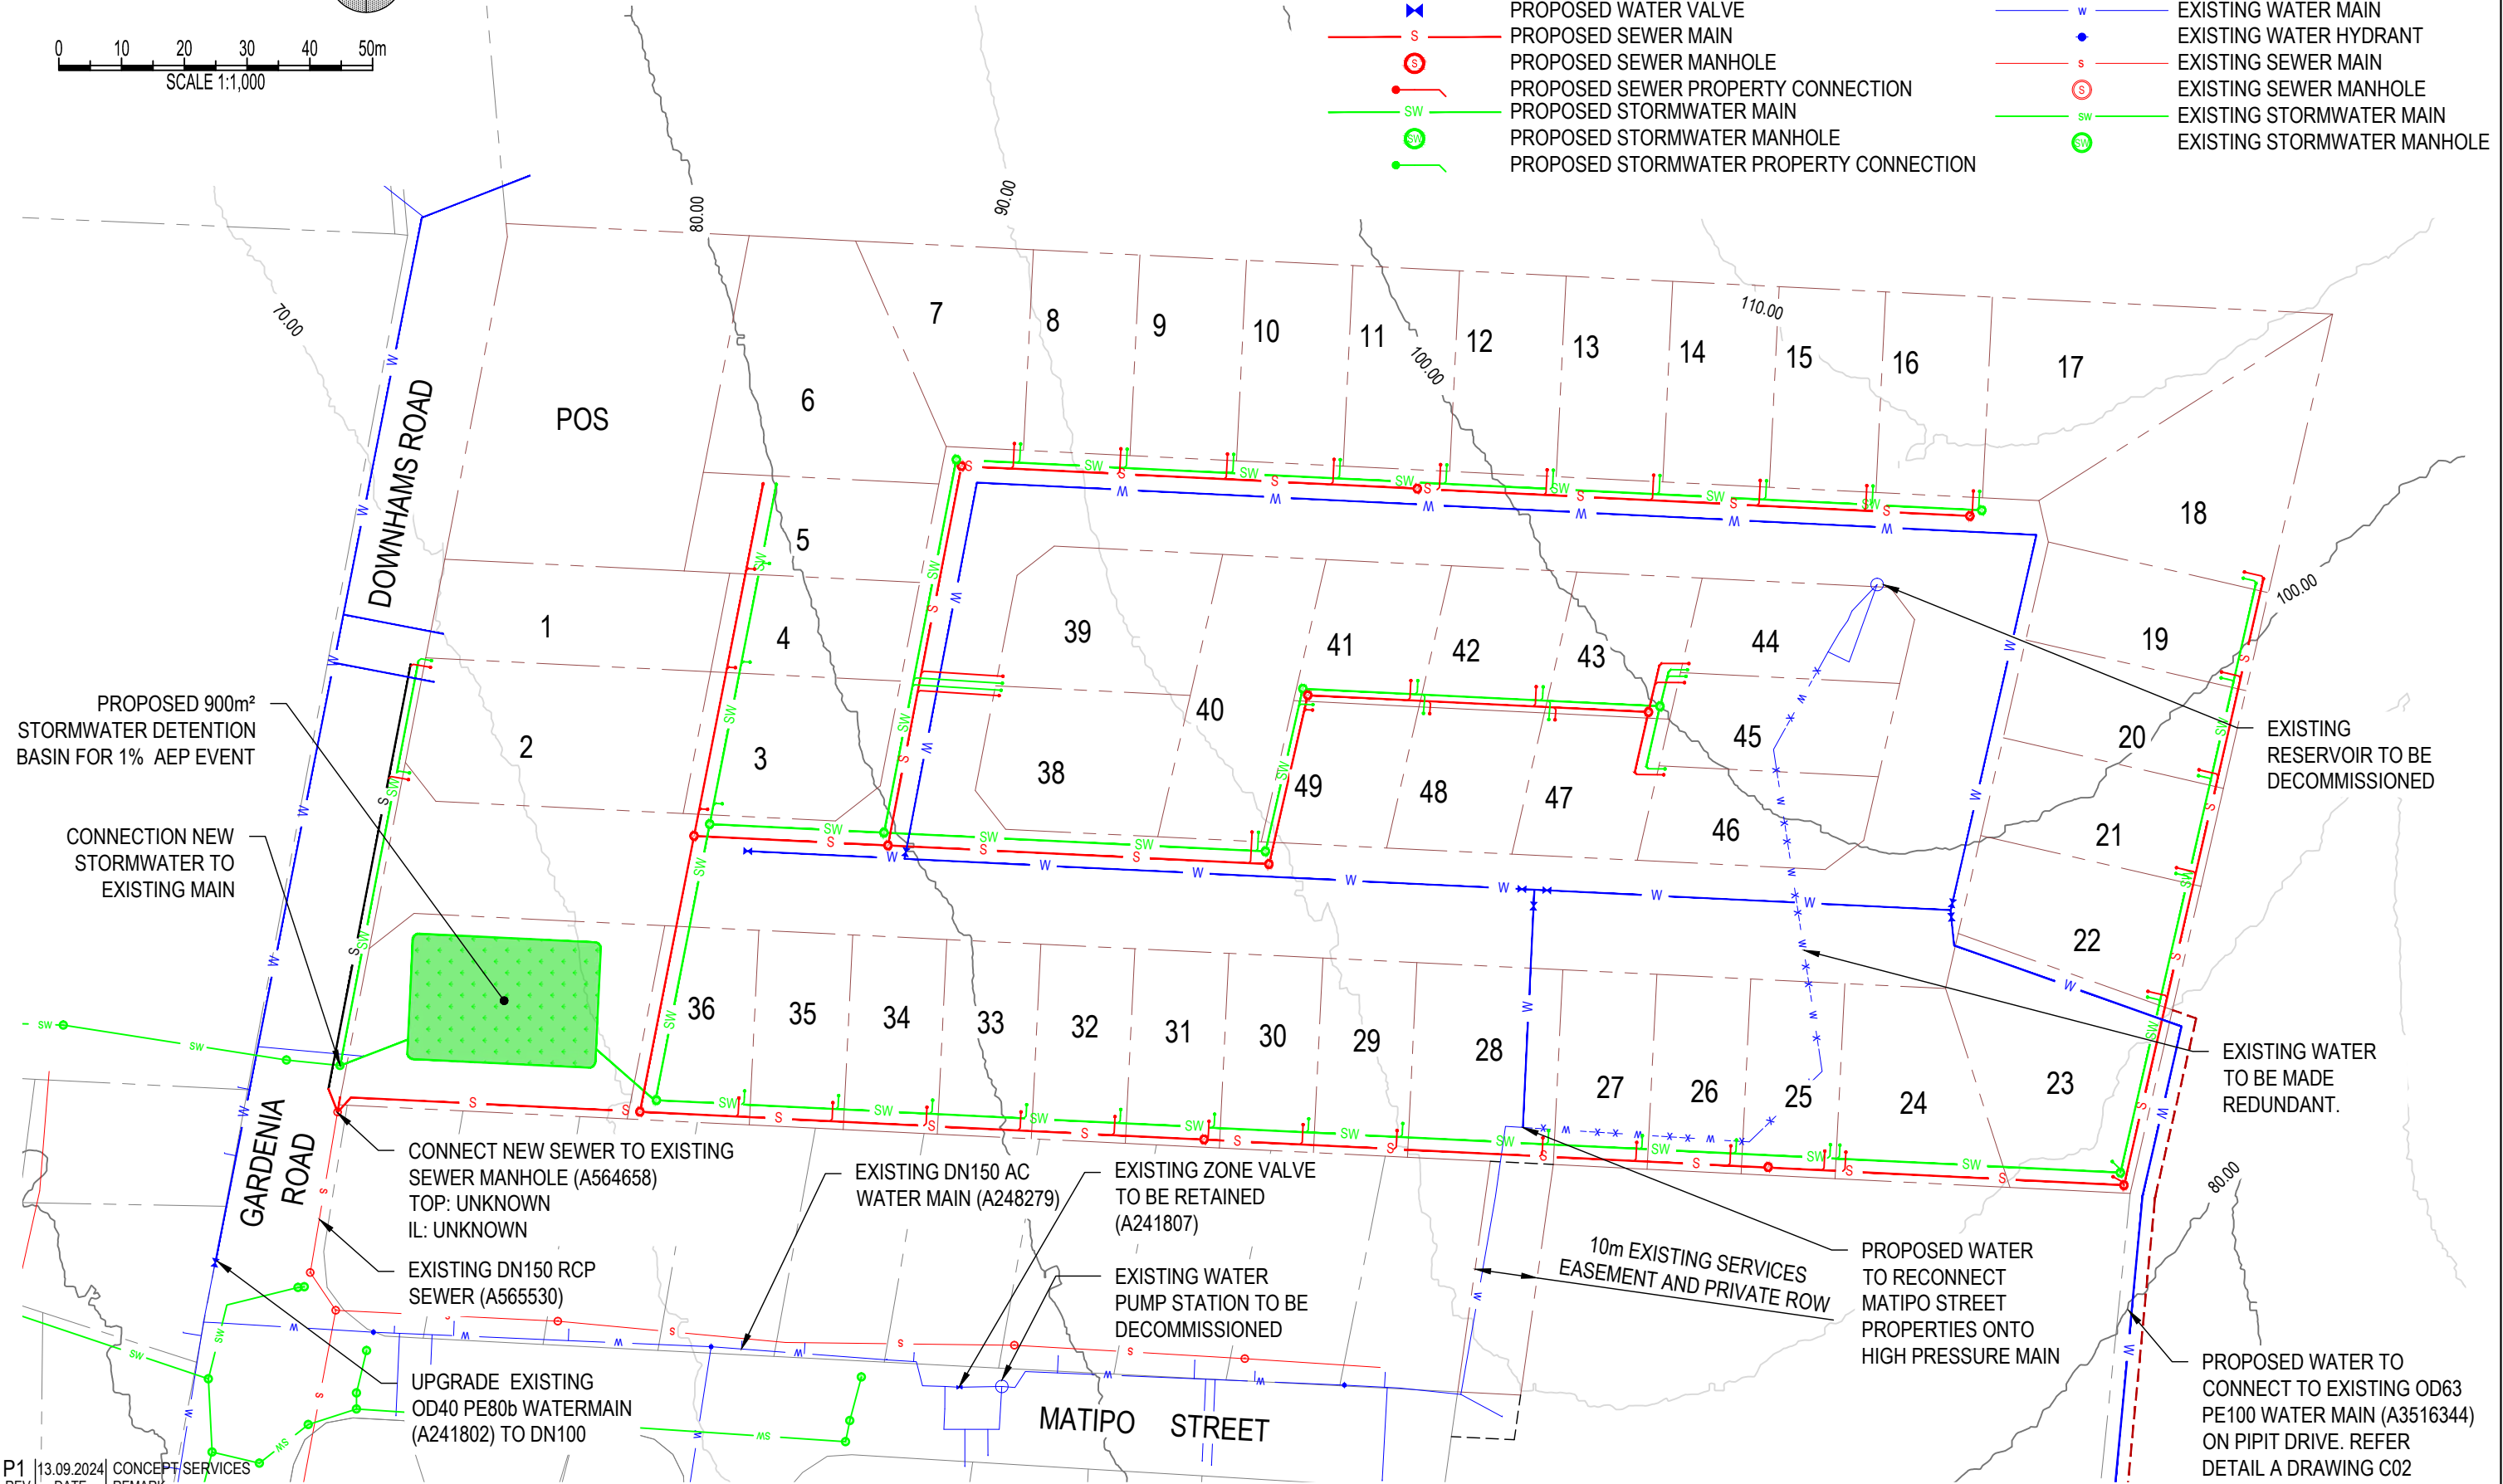 0 10 20 30 40 50m
SCALE 1:1,000
PROPOSED WATER VALVE
S PROPOSED SEWER MAIN
S PROPOSED SEWER MANHOLE
PROPOSED SEWER PROPERTY CONNECTION
SW PROPOSED STORMWATER MAIN
SW PROPOSED STORMWATER MANHOLE
PROPOSED STORMWATER PROPERTY CONNECTION
W EXISTING WATER MAIN
EXISTING WATER HYDRANT
S EXISTING SEWER MAIN
S EXISTING SEWER MANHOLE
SW EXISTING STORMWATER MAIN
SW EXISTING STORMWATER MANHOLE
70.00
80.00
90.00
100.00
110.00
100.00
80.00
DOWNHAMS ROAD
POS
7
8
9
10
11
12
13
14
15
16
17
6
5
18
1
4
39
41
42
43
44
19
2
3
38
40
49
48
47
45
46
20
21
22
36
35
34
33
32
31
30
29
28
27
26
25
24
23
PROPOSED 900m²
STORMWATER DETENTION
BASIN FOR 1% AEP EVENT
CONNECTION NEW
STORMWATER TO
EXISTING MAIN
EXISTING
RESERVOIR TO BE
DECOMMISSIONED
EXISTING WATER
TO BE MADE
REDUNDANT.
GARDENIA
ROAD
CONNECT NEW SEWER TO EXISTING
SEWER MANHOLE (A564658)
TOP: UNKNOWN
IL: UNKNOWN
EXISTING DN150 RCP
SEWER (A565530)
UPGRADE EXISTING
OD40 PE80b WATERMAIN
(A241802) TO DN100
EXISTING DN150 AC
WATER MAIN (A248279)
EXISTING ZONE VALVE
TO BE RETAINED
(A241807)
EXISTING WATER
PUMP STATION TO BE
DECOMMISSIONED
MATIPO STREET
10m EXISTING SERVICES
EASEMENT AND PRIVATE ROW
PROPOSED WATER
TO RECONNECT
MATIPO STREET
PROPERTIES ONTO
HIGH PRESSURE MAIN
PROPOSED WATER TO
CONNECT TO EXISTING OD63
PE100 WATER MAIN (A3516344)
ON PIPIT DRIVE. REFER
DETAIL A DRAWING C02
P1 13.09.2024 CONCEPT SERVICES
REV DATE REMARK